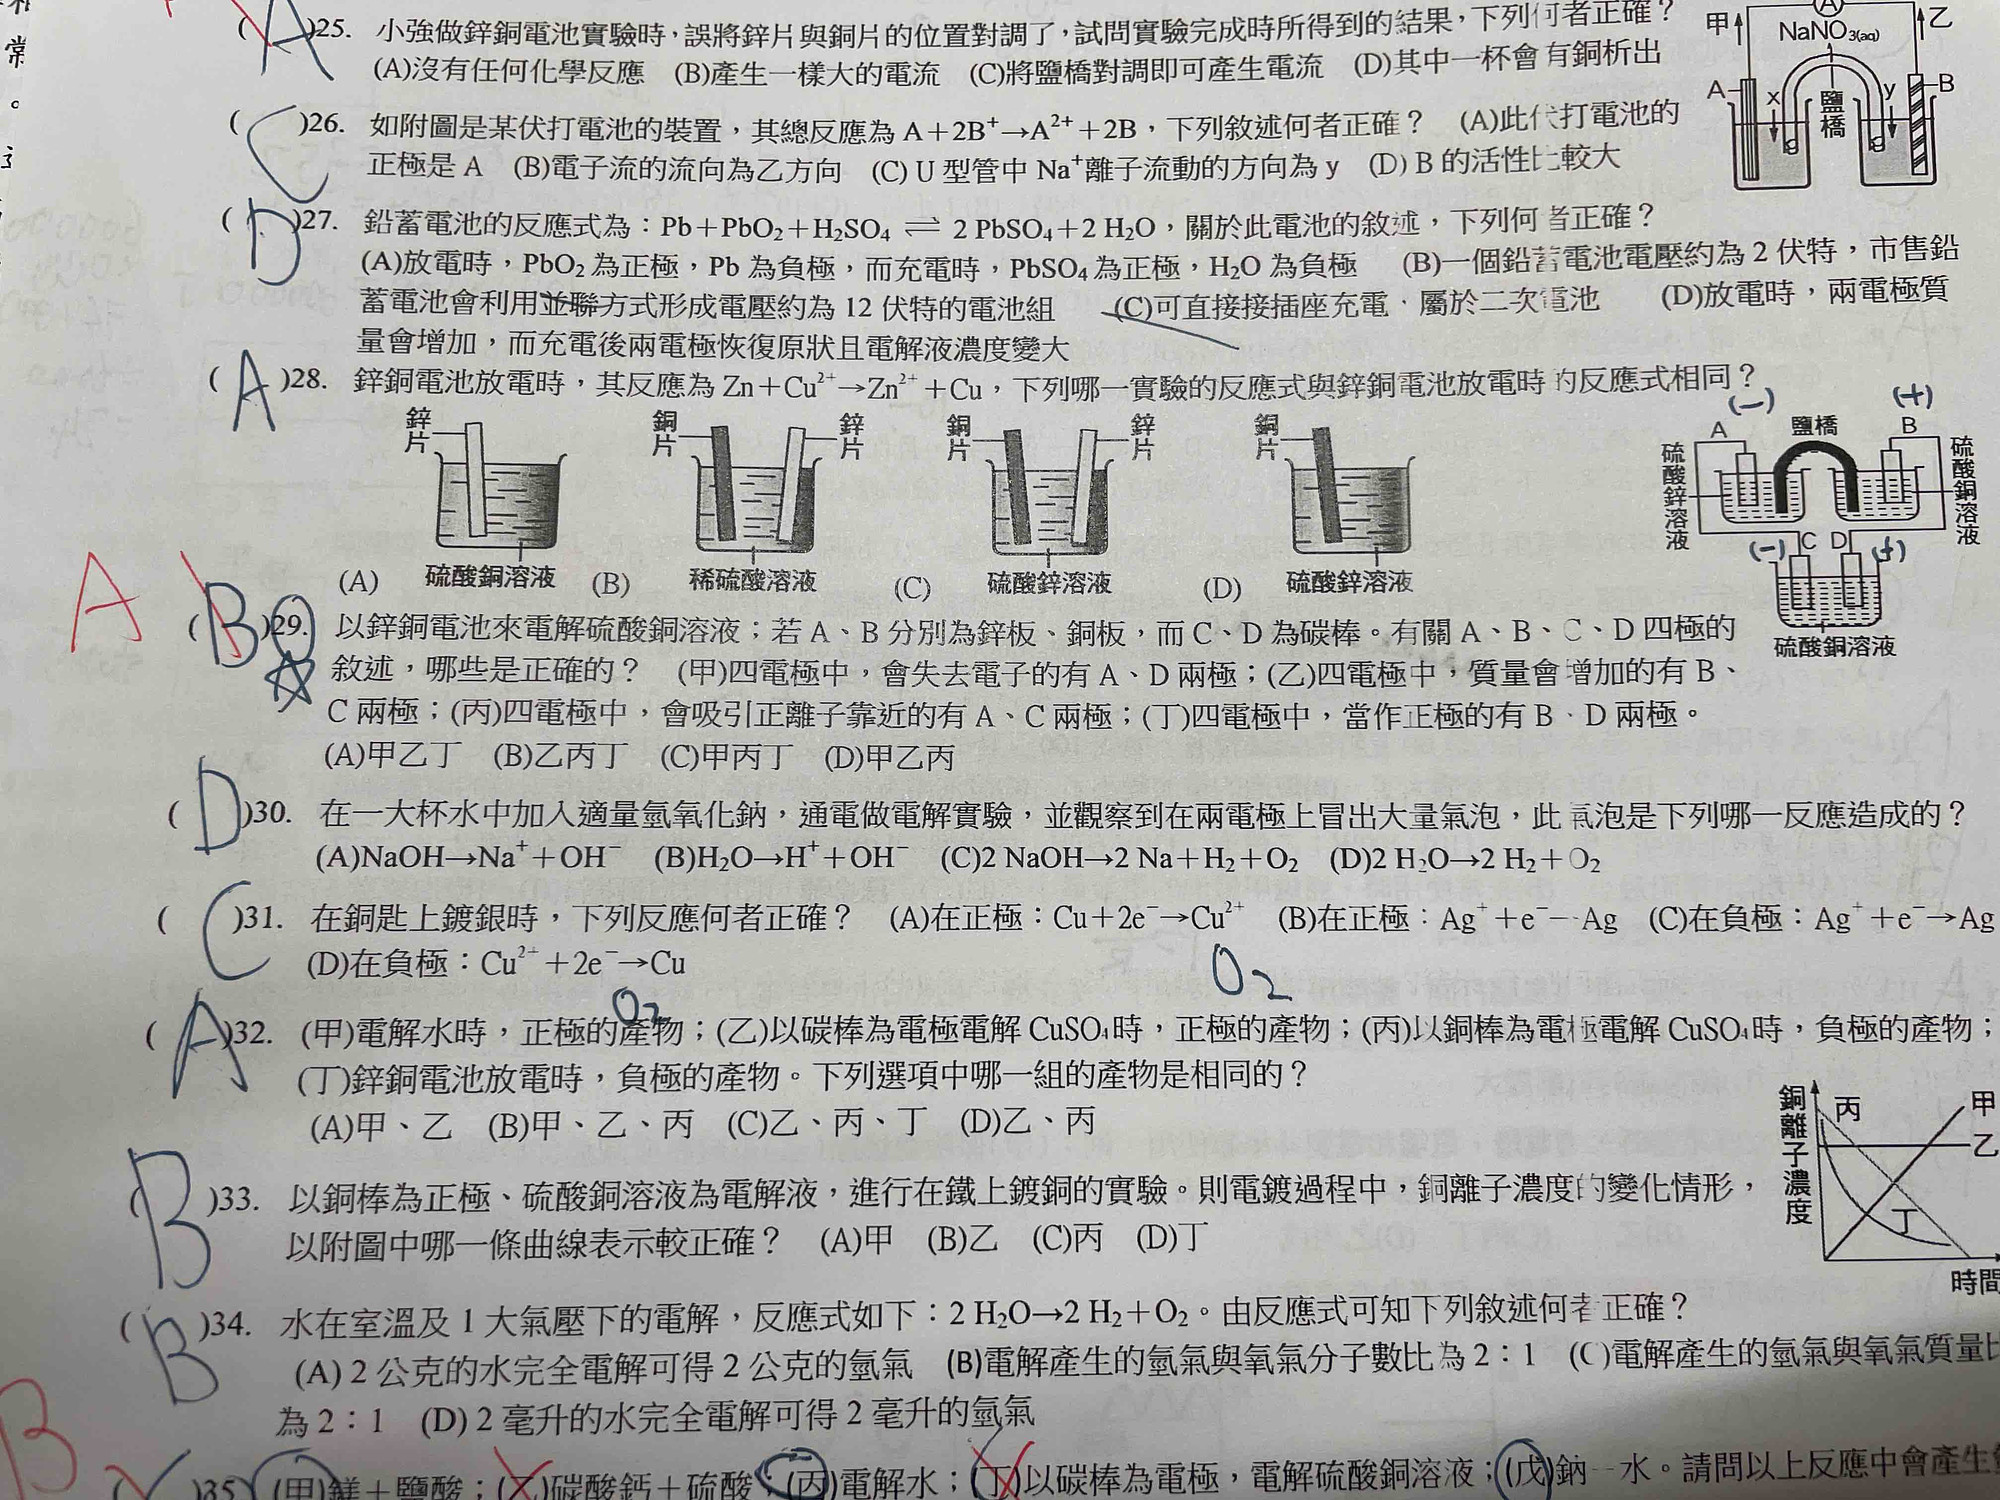 常
。
( A )25. 小強做鋅銅電池實驗時,誤將鋅片與銅片的位置對調了,試問實驗完成時所得到的結果,下列何者正確?
(A)沒有任何化學反應 (B)產生一樣大的電流 (C)將鹽橋對調即可產生電流 (D)其中一杯會有銅析出
甲 A 乙
NaNO3(aq)
A x 鹽橋 y B
( C )26. 如附圖是某伏打電池的裝置,其總反應為 A+2B⁺→A²⁺+2B,下列敘述何者正確? (A)此伏打電池的
正極是 A (B)電子流的流向為乙方向 (C) U 型管中 Na⁺離子流動的方向為 y (D) B 的活性比較大
( D )27. 鉛蓄電池的反應式為:Pb+PbO₂+H₂SO₄ ⇌ 2 PbSO₄+2 H₂O,關於此電池的敘述,下列何者正確?
(A)放電時,PbO₂ 為正極,Pb 為負極,而充電時,PbSO₄ 為正極,H₂O 為負極 (B)一個鉛蓄電池電壓約為 2 伏特,市售鉛
蓄電池會利用並聯方式形成電壓約為 12 伏特的電池組 (C)可直接接插座充電,屬於二次電池 (D)放電時,兩電極質
量會增加,而充電後兩電極恢復原狀且電解液濃度變大
( A )28. 鋅銅電池放電時,其反應為 Zn+Cu²⁺→Zn²⁺+Cu,下列哪一實驗的反應式與鋅銅電池放電時的反應式相同?
鋅片 銅片 鋅片 銅片 鋅片 銅片
(A) 硫酸銅溶液 (B) 稀硫酸溶液 (C) 硫酸鋅溶液 (D) 硫酸鋅溶液
(-) (+)
A 鹽橋 B
硫酸鋅溶液 硫酸銅溶液
(-) C D (+)
硫酸銅溶液
A
( B )29. 以鋅銅電池來電解硫酸銅溶液;若 A、B 分別為鋅板、銅板,而 C、D 為碳棒。有關 A、B、C、D 四極的
敘述,哪些是正確的? (甲)四電極中,會失去電子的有 A、D 兩極;(乙)四電極中,質量會增加的有 B、
C 兩極;(丙)四電極中,會吸引正離子靠近的有 A、C 兩極;(丁)四電極中,當作正極的有 B、D 兩極。
(A)甲乙丁 (B)乙丙丁 (C)甲丙丁 (D)甲乙丙
( D )30. 在一大杯水中加入適量氫氧化鈉,通電做電解實驗,並觀察到在兩電極上冒出大量氣泡,此氣泡是下列哪一反應造成的?
(A)NaOH→Na⁺+OH⁻ (B)H₂O→H⁺+OH⁻ (C)2 NaOH→2 Na+H₂+O₂ (D)2 H₂O→2 H₂+O₂
( C )31. 在銅匙上鍍銀時,下列反應何者正確? (A)在正極:Cu+2e⁻→Cu²⁺ (B)在正極:Ag⁺+e⁻→Ag (C)在負極:Ag⁺+e⁻→Ag
(D)在負極:Cu²⁺+2e⁻→Cu
O₂ O₂
( A )32. (甲)電解水時,正極的產物;(乙)以碳棒為電極電解 CuSO₄時,正極的產物;(丙)以銅棒為電極電解 CuSO₄時,負極的產物;
(丁)鋅銅電池放電時,負極的產物。下列選項中哪一組的產物是相同的?
(A)甲、乙 (B)甲、乙、丙 (C)乙、丙、丁 (D)乙、丙
( B )33. 以銅棒為正極、硫酸銅溶液為電解液,進行在鐵上鍍銅的實驗。則電鍍過程中,銅離子濃度的變化情形,
以附圖中哪一條曲線表示較正確? (A)甲 (B)乙 (C)丙 (D)丁
銅離子濃度
丙 甲
乙
丁
時間
( B )34. 水在室溫及 1 大氣壓下的電解,反應式如下:2 H₂O→2 H₂+O₂。由反應式可知下列敘述何者正確?
(A) 2 公克的水完全電解可得 2 公克的氫氣 (B)電解產生的氫氣與氧氣分子數比為 2:1 (C)電解產生的氫氣與氧氣質量比
為 2:1 (D) 2 毫升的水完全電解可得 2 毫升的氫氣
B
)35. (甲)鎂+鹽酸;(乙)碳酸鈣+硫酸;(丙)電解水;(丁)以碳棒為電極,電解硫酸銅溶液;(戊)鈉+水。請問以上反應中會產生